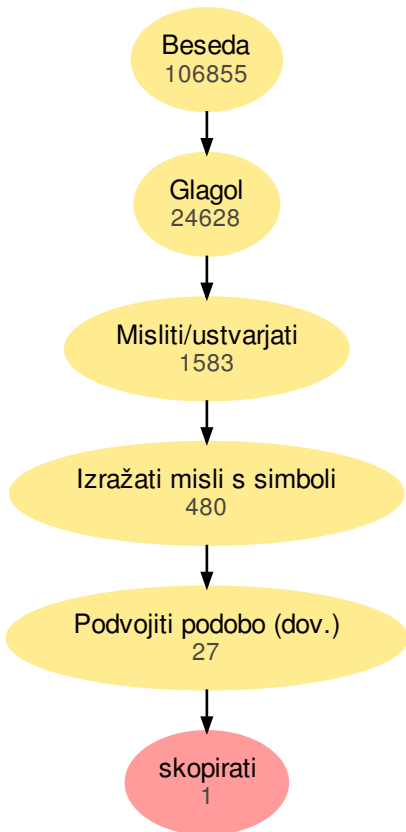 Beseda
106855
Glagol
24628
Misliti/ustvarjati
1583
Izražati misli s simboli
480
Podvojiti podobo (dov.)
27
skopirati
1